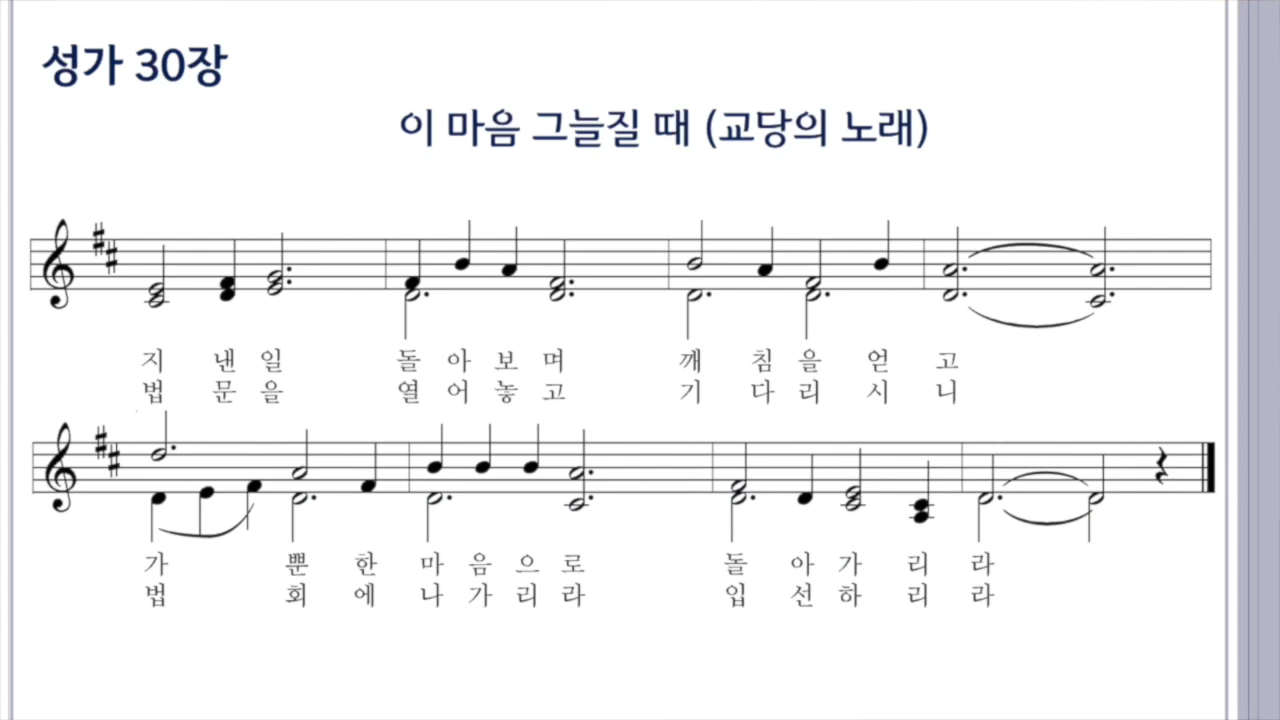 성가 30장
이 마음 그늘질 때 (교당의 노래)
지 낸 일 돌 아 보 며 깨 침 을 얻 고
법 문 을 열 어 놓 고 기 다 리 시 니
가 뿐 한 마 음 으 로 돌 아 가 리 라
법 회 에 나 가 리 라 입 선 하 리 라